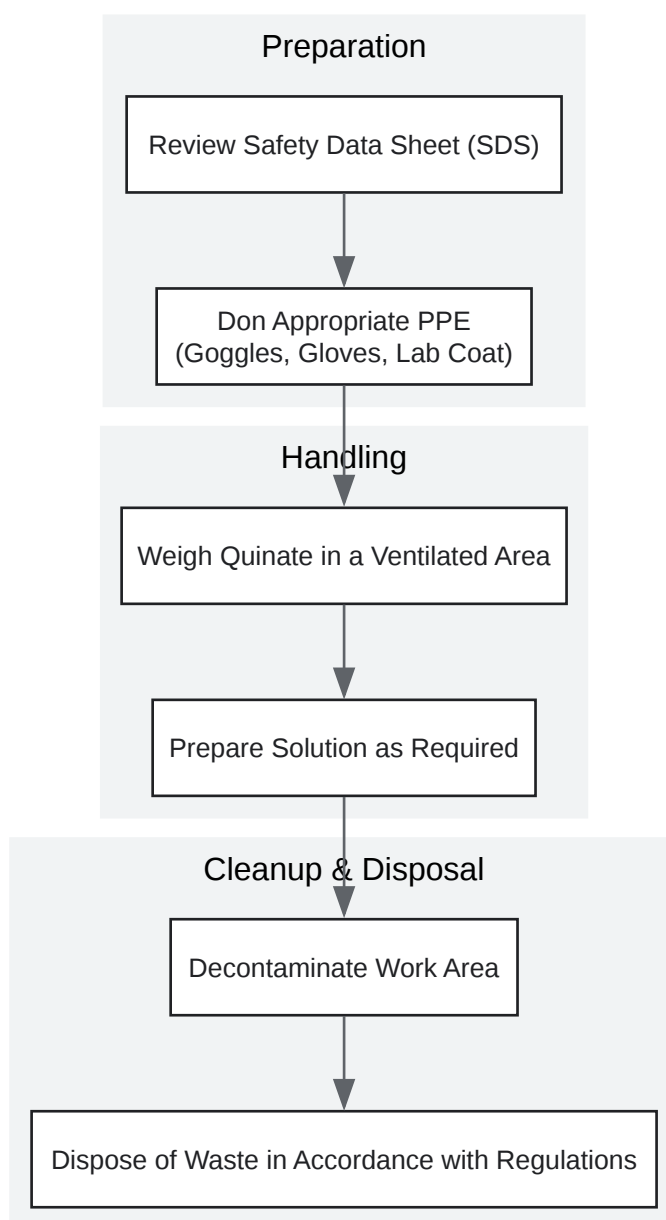 Preparation
Review Safety Data Sheet (SDS)
Don Appropriate PPE
(Goggles, Gloves, Lab Coat)
Handling
Weigh Quinate in a Ventilated Area
Prepare Solution as Required
Cleanup & Disposal
Decontaminate Work Area
Dispose of Waste in Accordance with Regulations